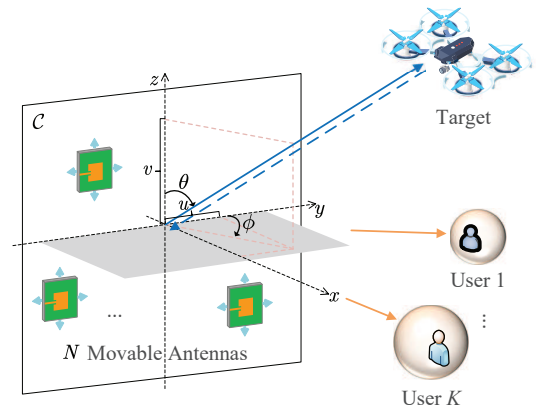 z
𝒞
Target
v
θ
u
y
ϕ
User 1
x
...
⋮
N Movable Antennas
User K